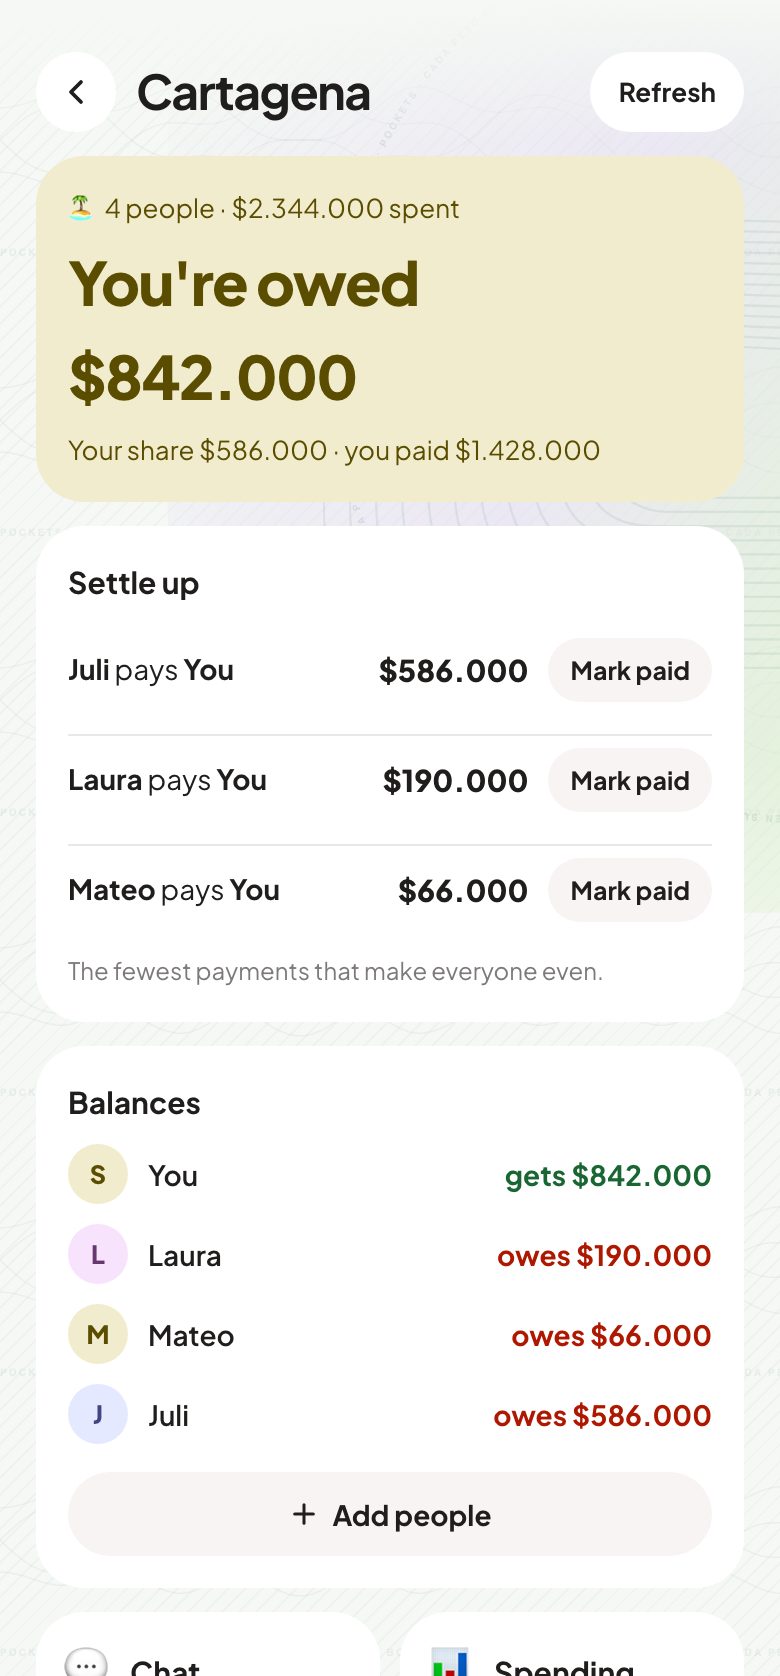 Cartagena
Refresh
4 people · $2.344.000 spent
You're owed
$842.000
Your share $586.000 · you paid $1.428.000
Settle up
Juli pays You $586.000 Mark paid
Laura pays You $190.000 Mark paid
Mateo pays You $66.000 Mark paid
The fewest payments that make everyone even.
Balances
S You gets $842.000
L Laura owes $190.000
M Mateo owes $66.000
J Juli owes $586.000
+ Add people
Chat
Spending